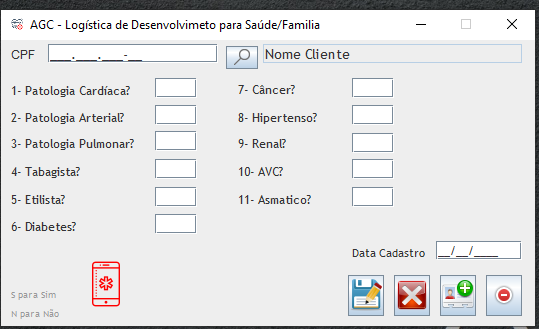 AGC - Logística de Desenvolvimeto para Saúde/Familia
CPF ___.___.___-__ Nome Cliente
1- Patologia Cardíaca? 7- Câncer?
2- Patologia Arterial? 8- Hipertenso?
3- Patologia Pulmonar? 9- Renal?
4- Tabagista? 10- AVC?
5- Etilista? 11- Asmatico?
6- Diabetes?
Data Cadastro __/__/____
S para Sim
N para Não